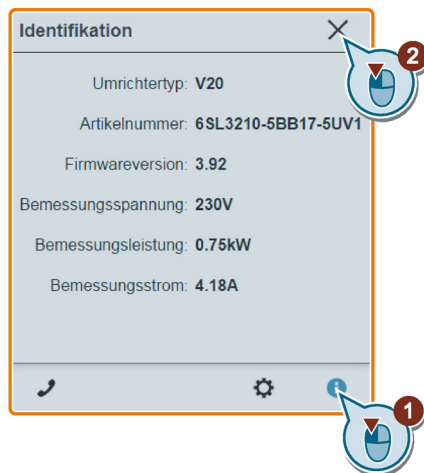 Identifikation
2
Umrichtertyp: V20
Artikelnummer: 6SL3210-5BB17-5UV1
Firmwareversion: 3.92
Bemessungsspannung: 230V
Bemessungsleistung: 0.75kW
Bemessungsstrom: 4.18A
1